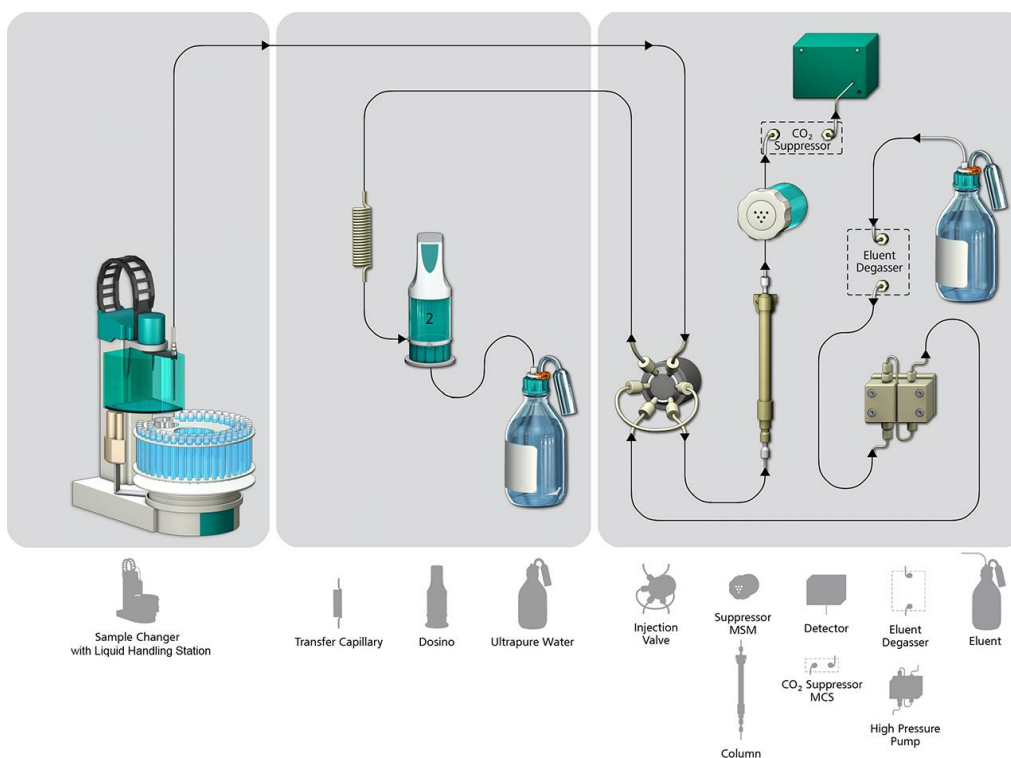 CO₂
Suppressor
Eluent
Degasser
2
Sample Changer
with Liquid Handling Station
Transfer Capillary
Dosino
Ultrapure Water
Injection
Valve
Suppressor
MSM
Detector
Eluent
Degasser
Eluent
CO₂ Suppressor
MCS
High Pressure
Pump
Column